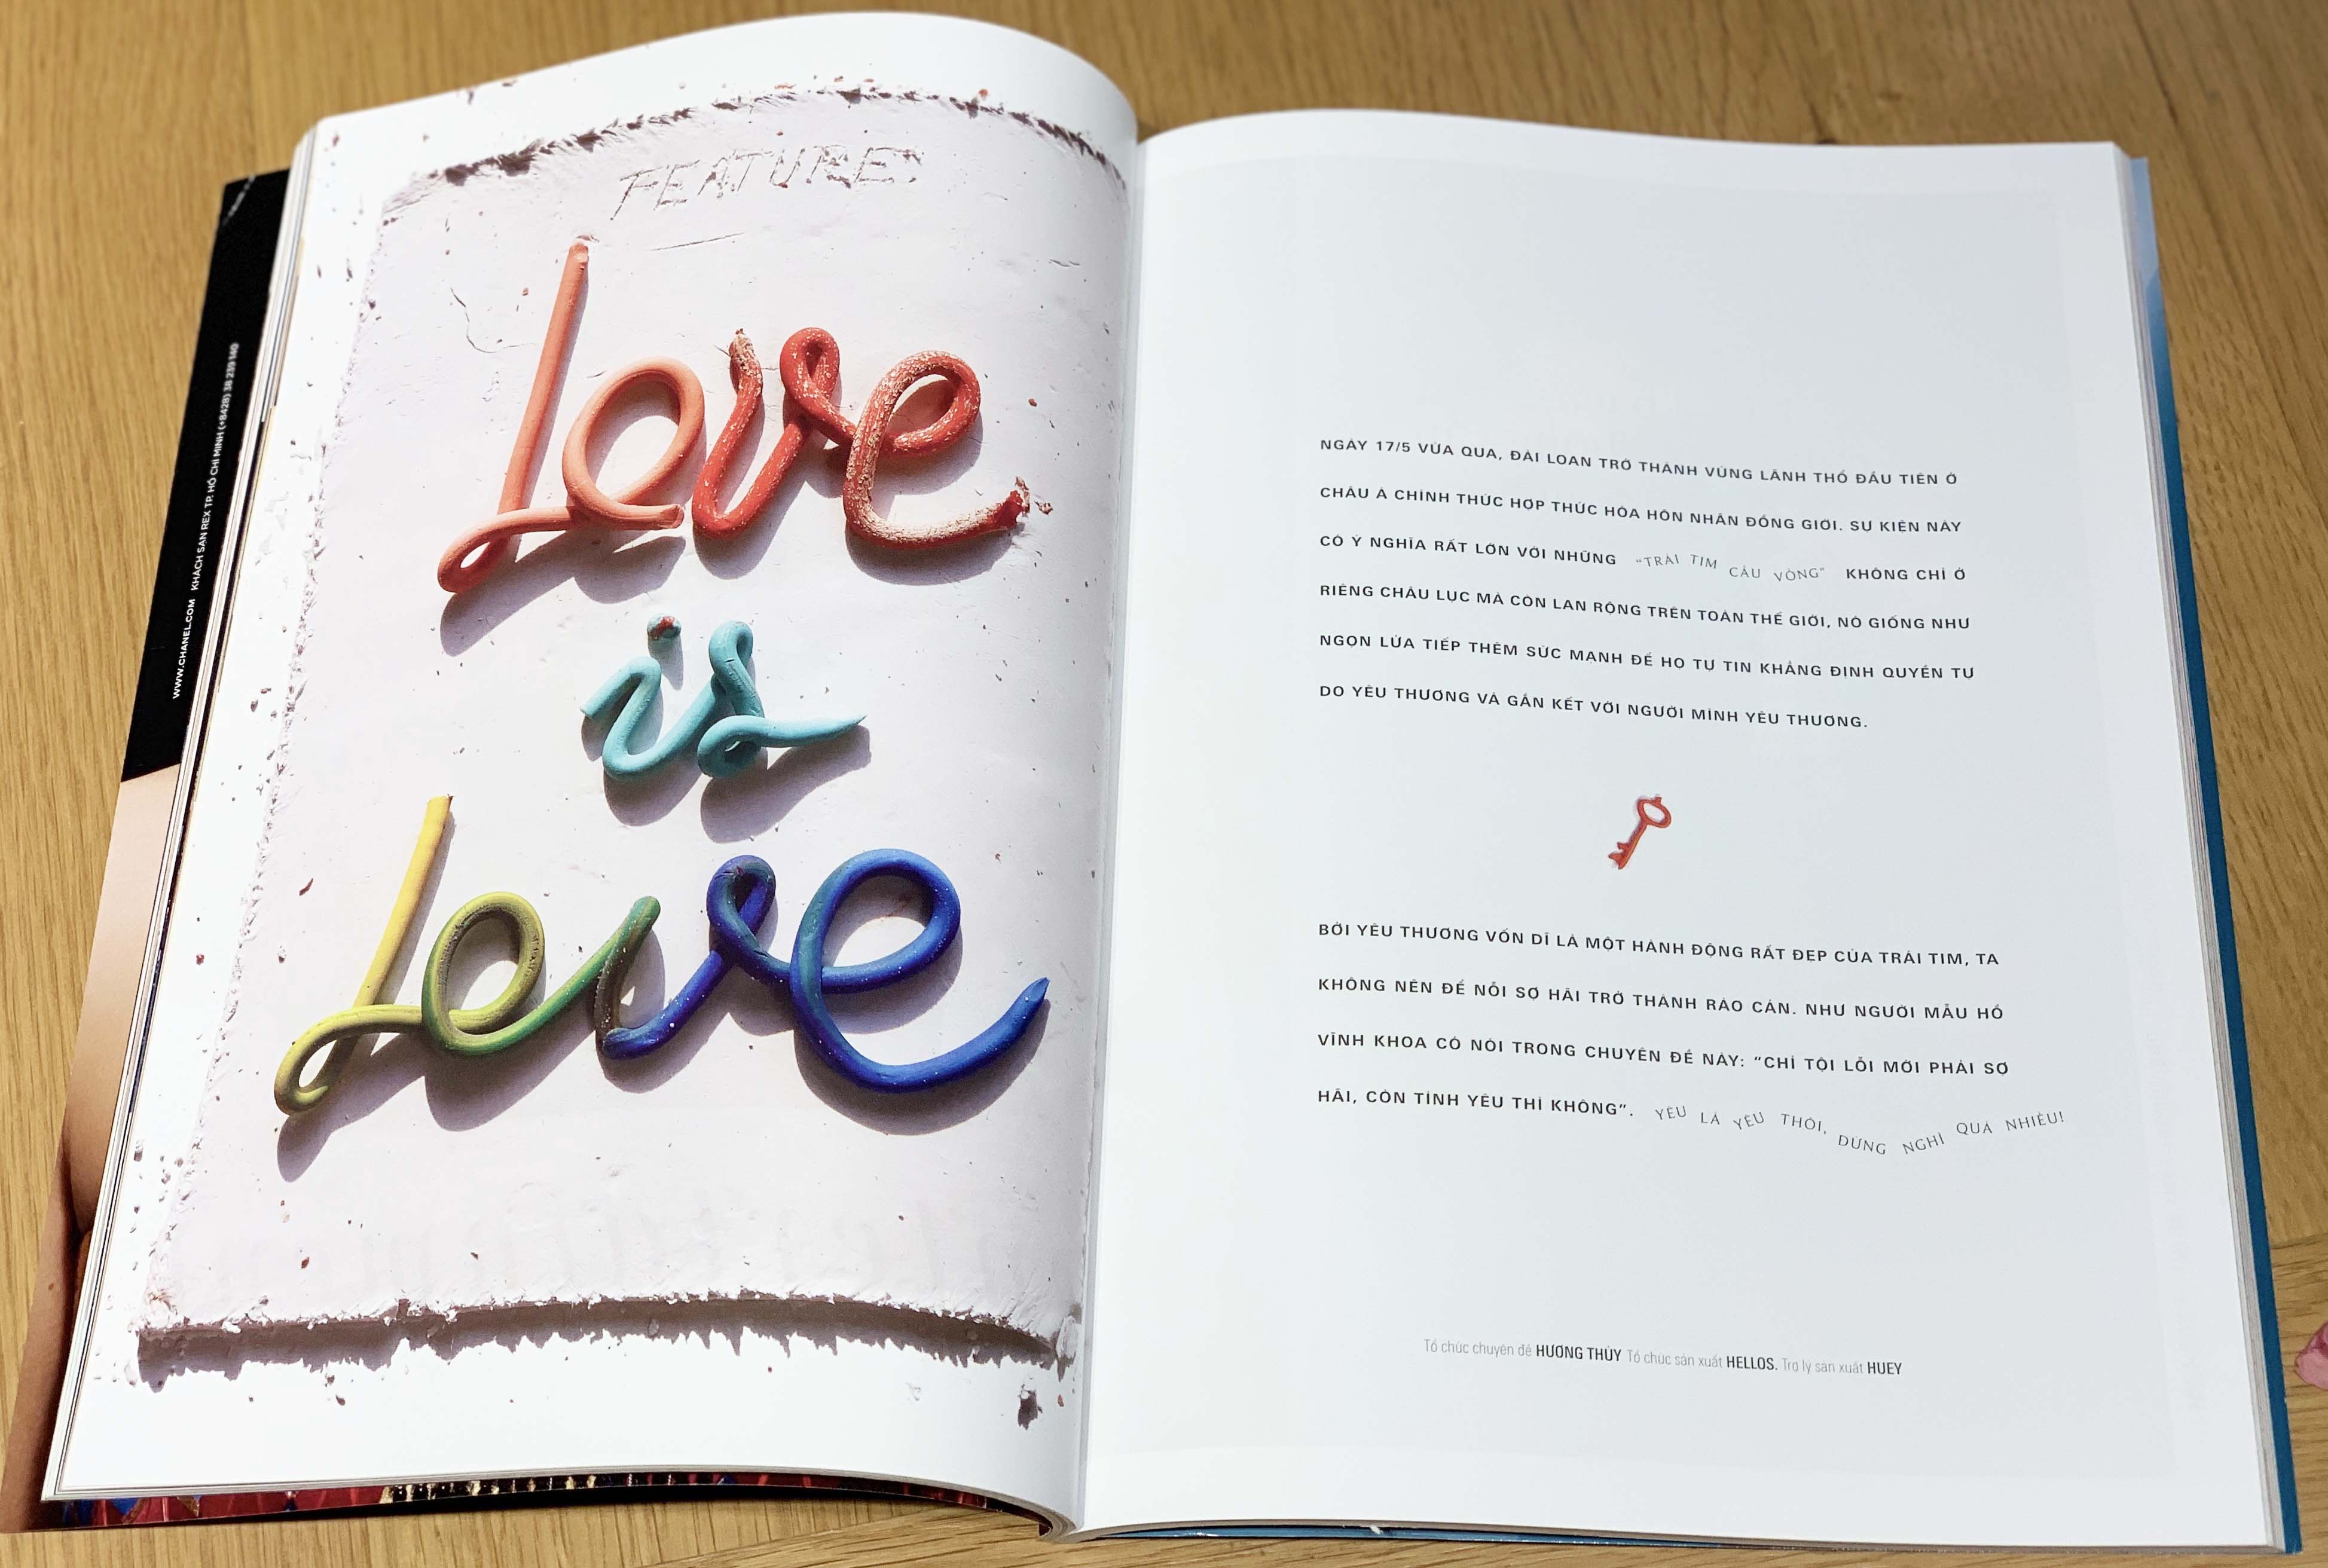 WWW.CHANEL.COM KHÁCH SẠN REX TP. HỒ CHÍ MINH (+8428) 38 239 140
FEATURE
Love
is
Love
NGÀY 17/5 VỪA QUA, ĐÀI LOAN TRỞ THÀNH VÙNG LÃNH THỔ ĐẦU TIÊN Ở
CHÂU Á CHÍNH THỨC HỢP THỨC HÓA HÔN NHÂN ĐỒNG GIỚI. SỰ KIỆN NÀY
CÓ Ý NGHĨA RẤT LỚN VỚI NHỮNG “TRÁI TIM CẦU VỒNG” KHÔNG CHỈ Ở
RIÊNG CHÂU LỤC MÀ CÒN LAN RỘNG TRÊN TOÀN THẾ GIỚI, NÓ GIỐNG NHƯ
NGỌN LỬA TIẾP THÊM SỨC MẠNH ĐỂ HỌ TỰ TIN KHẲNG ĐỊNH QUYỀN TỰ
DO YÊU THƯƠNG VÀ GẮN KẾT VỚI NGƯỜI MÌNH YÊU THƯƠNG.
BỞI YÊU THƯƠNG VỐN DĨ LÀ MỘT HÀNH ĐỘNG RẤT ĐẸP CỦA TRÁI TIM, TA
KHÔNG NÊN ĐỂ NỖI SỢ HÃI TRỞ THÀNH RÀO CẢN. NHƯ NGƯỜI MẪU HỒ
VĨNH KHOA CÓ NÓI TRONG CHUYÊN ĐỀ NÀY: “CHỈ TỘI LỖI MỚI PHẢI SỢ
HÃI, CÒN TÌNH YÊU THÌ KHÔNG”. YÊU LÀ YÊU THÔI, ĐỪNG NGHĨ QUÁ NHIỀU!
Tổ chức chuyên đề HƯƠNG THÙY Tổ chức sản xuất HELLOS. Trợ lý sản xuất HUEY